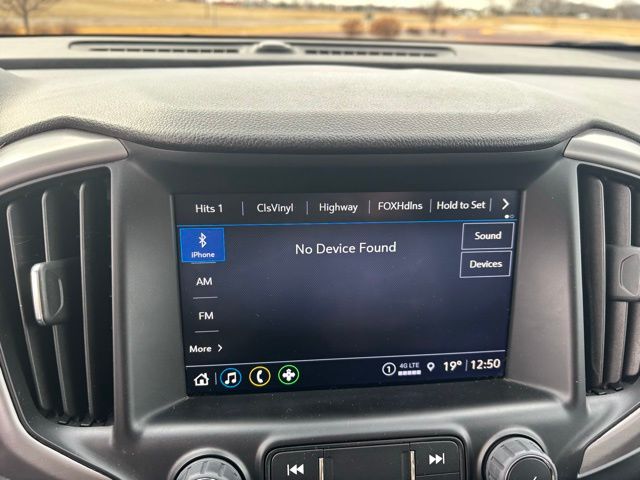 Hits 1 ClsVinyl Highway FOXHdlns Hold to Set
iPhone
No Device Found
Sound
AM
Devices
FM
More
1 4G LTE 19° 12:50